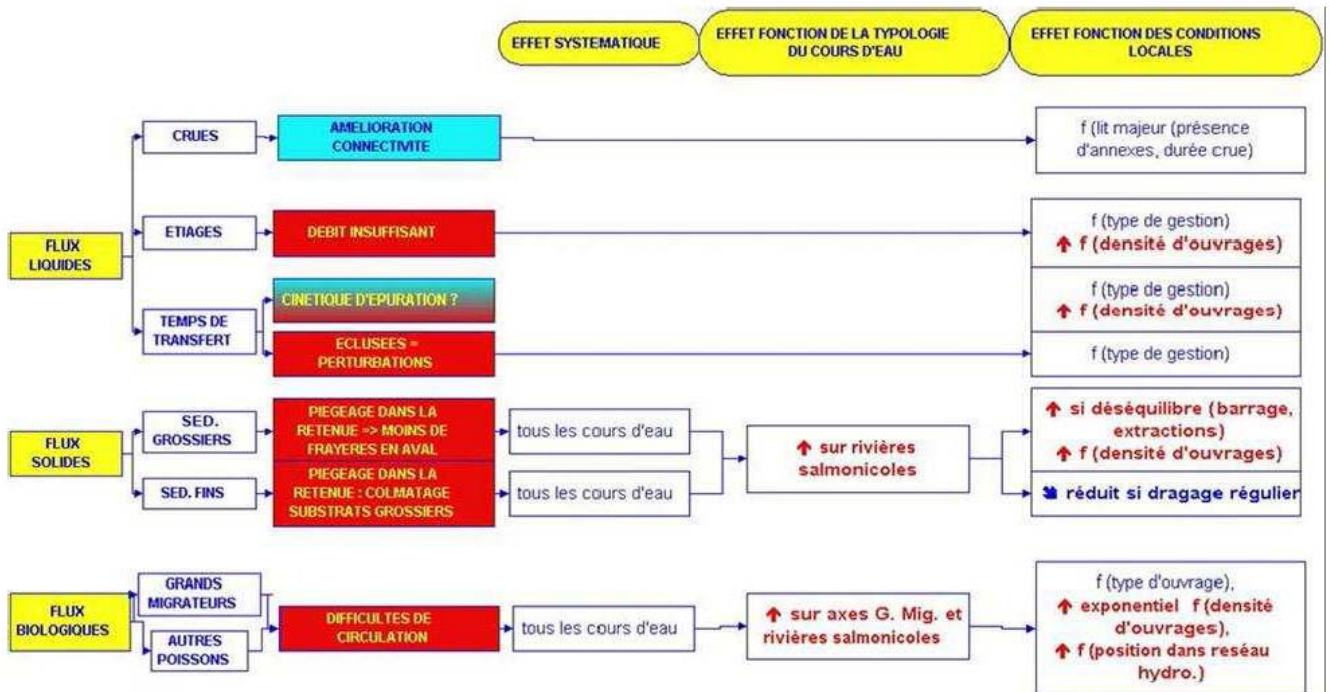 EFFET SYSTEMATIQUE
EFFET FONCTION DE LA TYPOLOGIE
DU COURS D'EAU
EFFET FONCTION DES CONDITIONS
LOCALES
FLUX
LIQUIDES
CRUES
AMELIORATION
CONNECTIVITE
f (lit majeur (présence
d'annexes, durée crue)
ETIAGES
DEBIT INSUFFISANT
f (type de gestion)
↑ f (densité d'ouvrages)
TEMPS DE
TRANSFERT
CINETIQUE D'EPURATION ?
f (type de gestion)
↑ f (densité d'ouvrages)
ECLUSEES =
PERTURBATIONS
f (type de gestion)
FLUX
SOLIDES
SED.
GROSSIERS
PIEGEAGE DANS LA
RETENUE => MOINS DE
FRAYERES EN AVAL
tous les cours d'eau
SED. FINS
PIEGEAGE DANS LA
RETENUE : COLMATAGE
SUBSTRATS GROSSIERS
tous les cours d'eau
↑ sur rivières
salmonicoles
↑ si déséquilibre (barrage,
extractions)
↑ f (densité d'ouvrages)
réduit si dragage régulier
FLUX
BIOLOGIQUES
GRANDS
MIGRATEURS
AUTRES
POISSONS
DIFFICULTES DE
CIRCULATION
tous les cours d'eau
↑ sur axes G. Mig. et
rivières salmonicoles
f (type d'ouvrage),
↑ exponentiel f (densité
d'ouvrages),
↑ f (position dans reséau
hydro.)